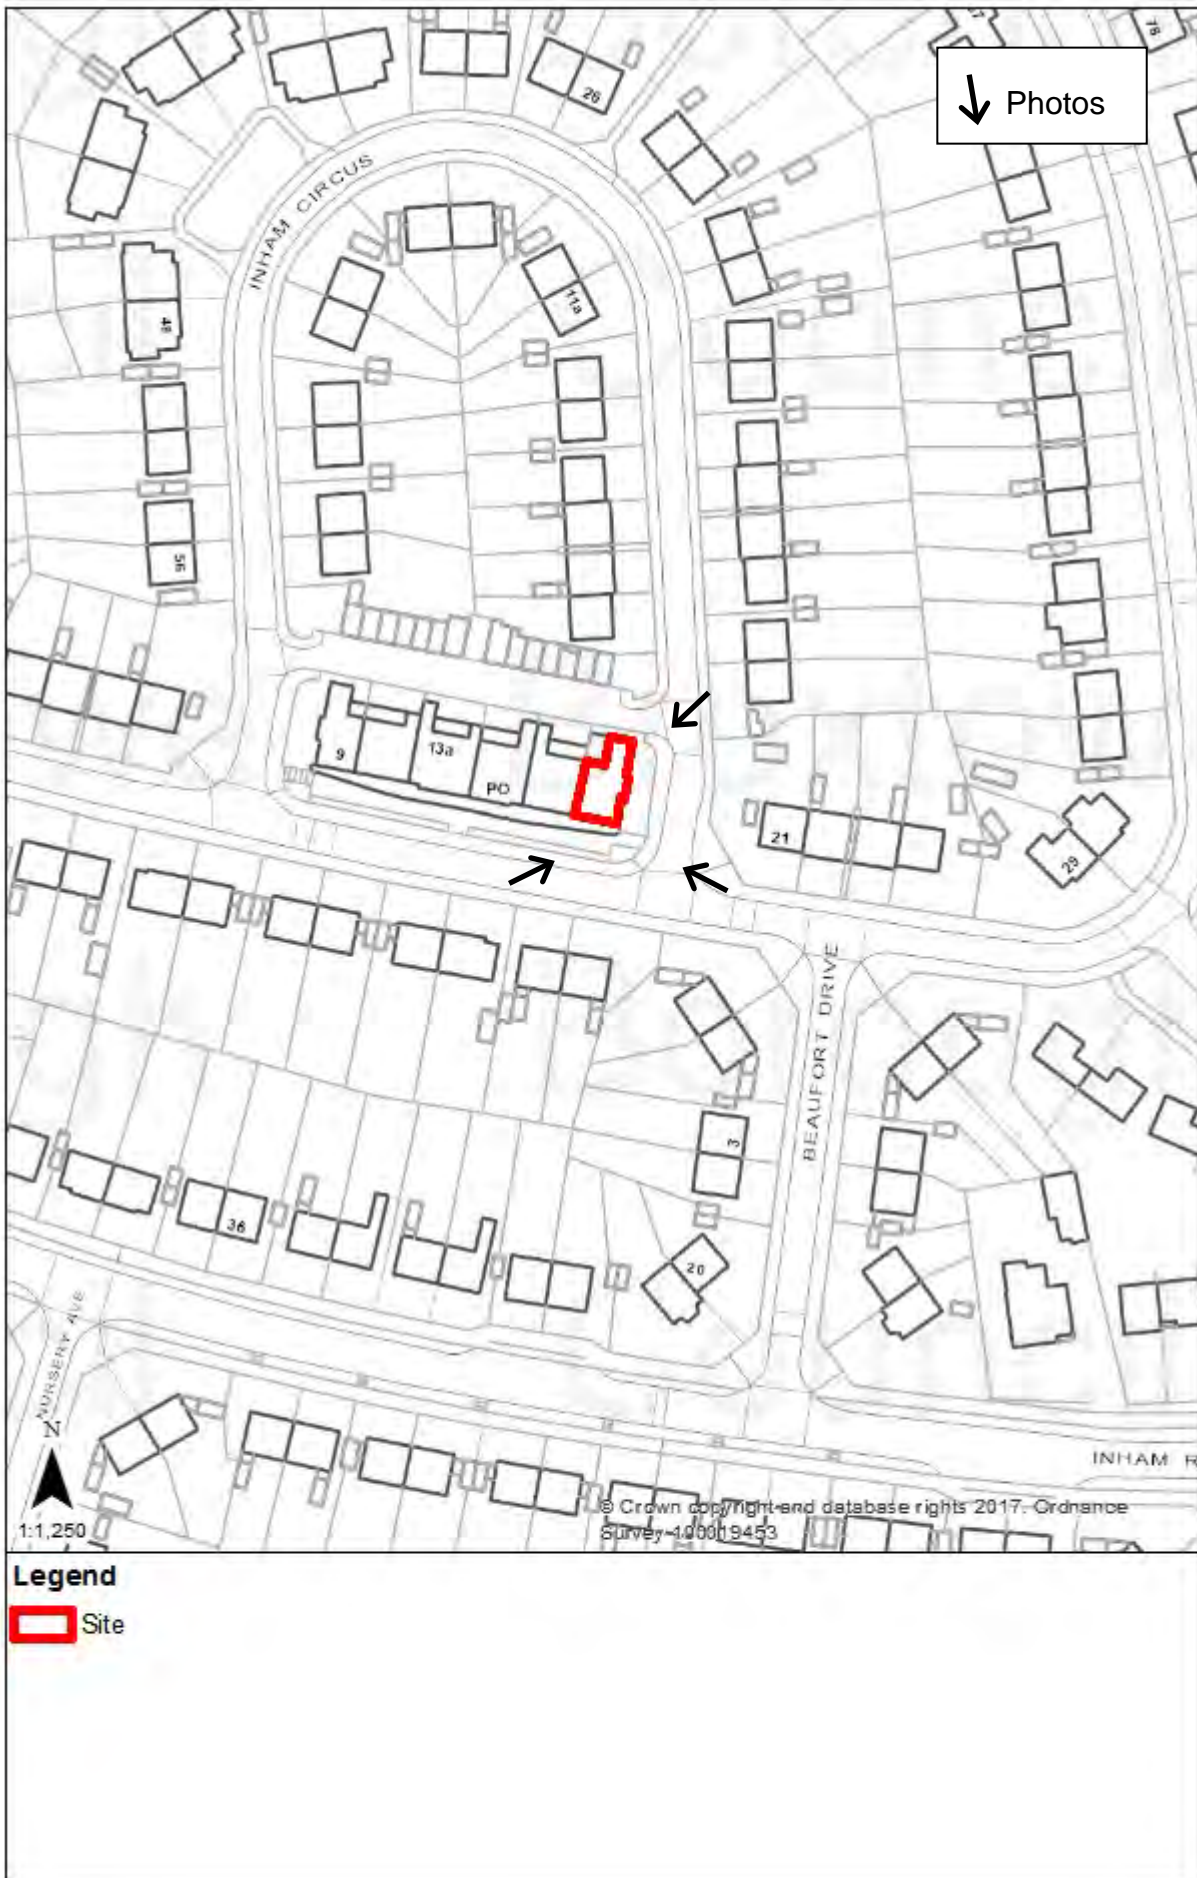 26
76
Photos
INHAM CIRCUS
11a
48
56
9
13a
PO
21
29
BEAUFORT DRIVE
3
36
20
NURSERY AVE
N
INHAM R
1:1,250
© Crown copyright and database rights 2017. Ordnance
Survey 100019453
Legend
Site